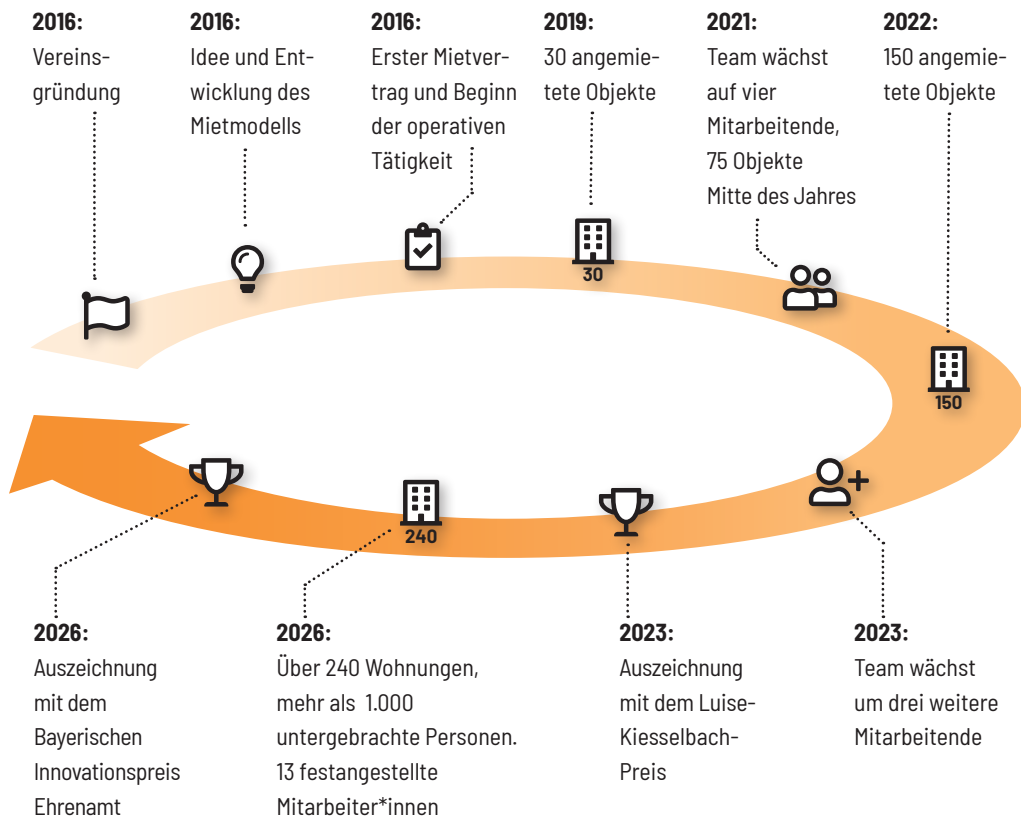 2016:
Vereins-
gründung
2016:
Idee und Ent-
wicklung des
Mietmodells
2016:
Erster Mietver-
trag und Beginn
der operativen
Tätigkeit
2019:
30 angemie-
tete Objekte
2021:
Team wächst
auf vier
Mitarbeitende,
75 Objekte
Mitte des Jahres
2022:
150 angemie-
tete Objekte
30
150
240
2026:
Auszeichnung
mit dem
Bayerischen
Innovationspreis
Ehrenamt
2026:
Über 240 Wohnungen,
mehr als 1.000
untergebrachte Personen.
13 festangestellte
Mitarbeiter*innen
2023:
Auszeichnung
mit dem Luise-
Kiesselbach-
Preis
2023:
Team wächst
um drei weitere
Mitarbeitende